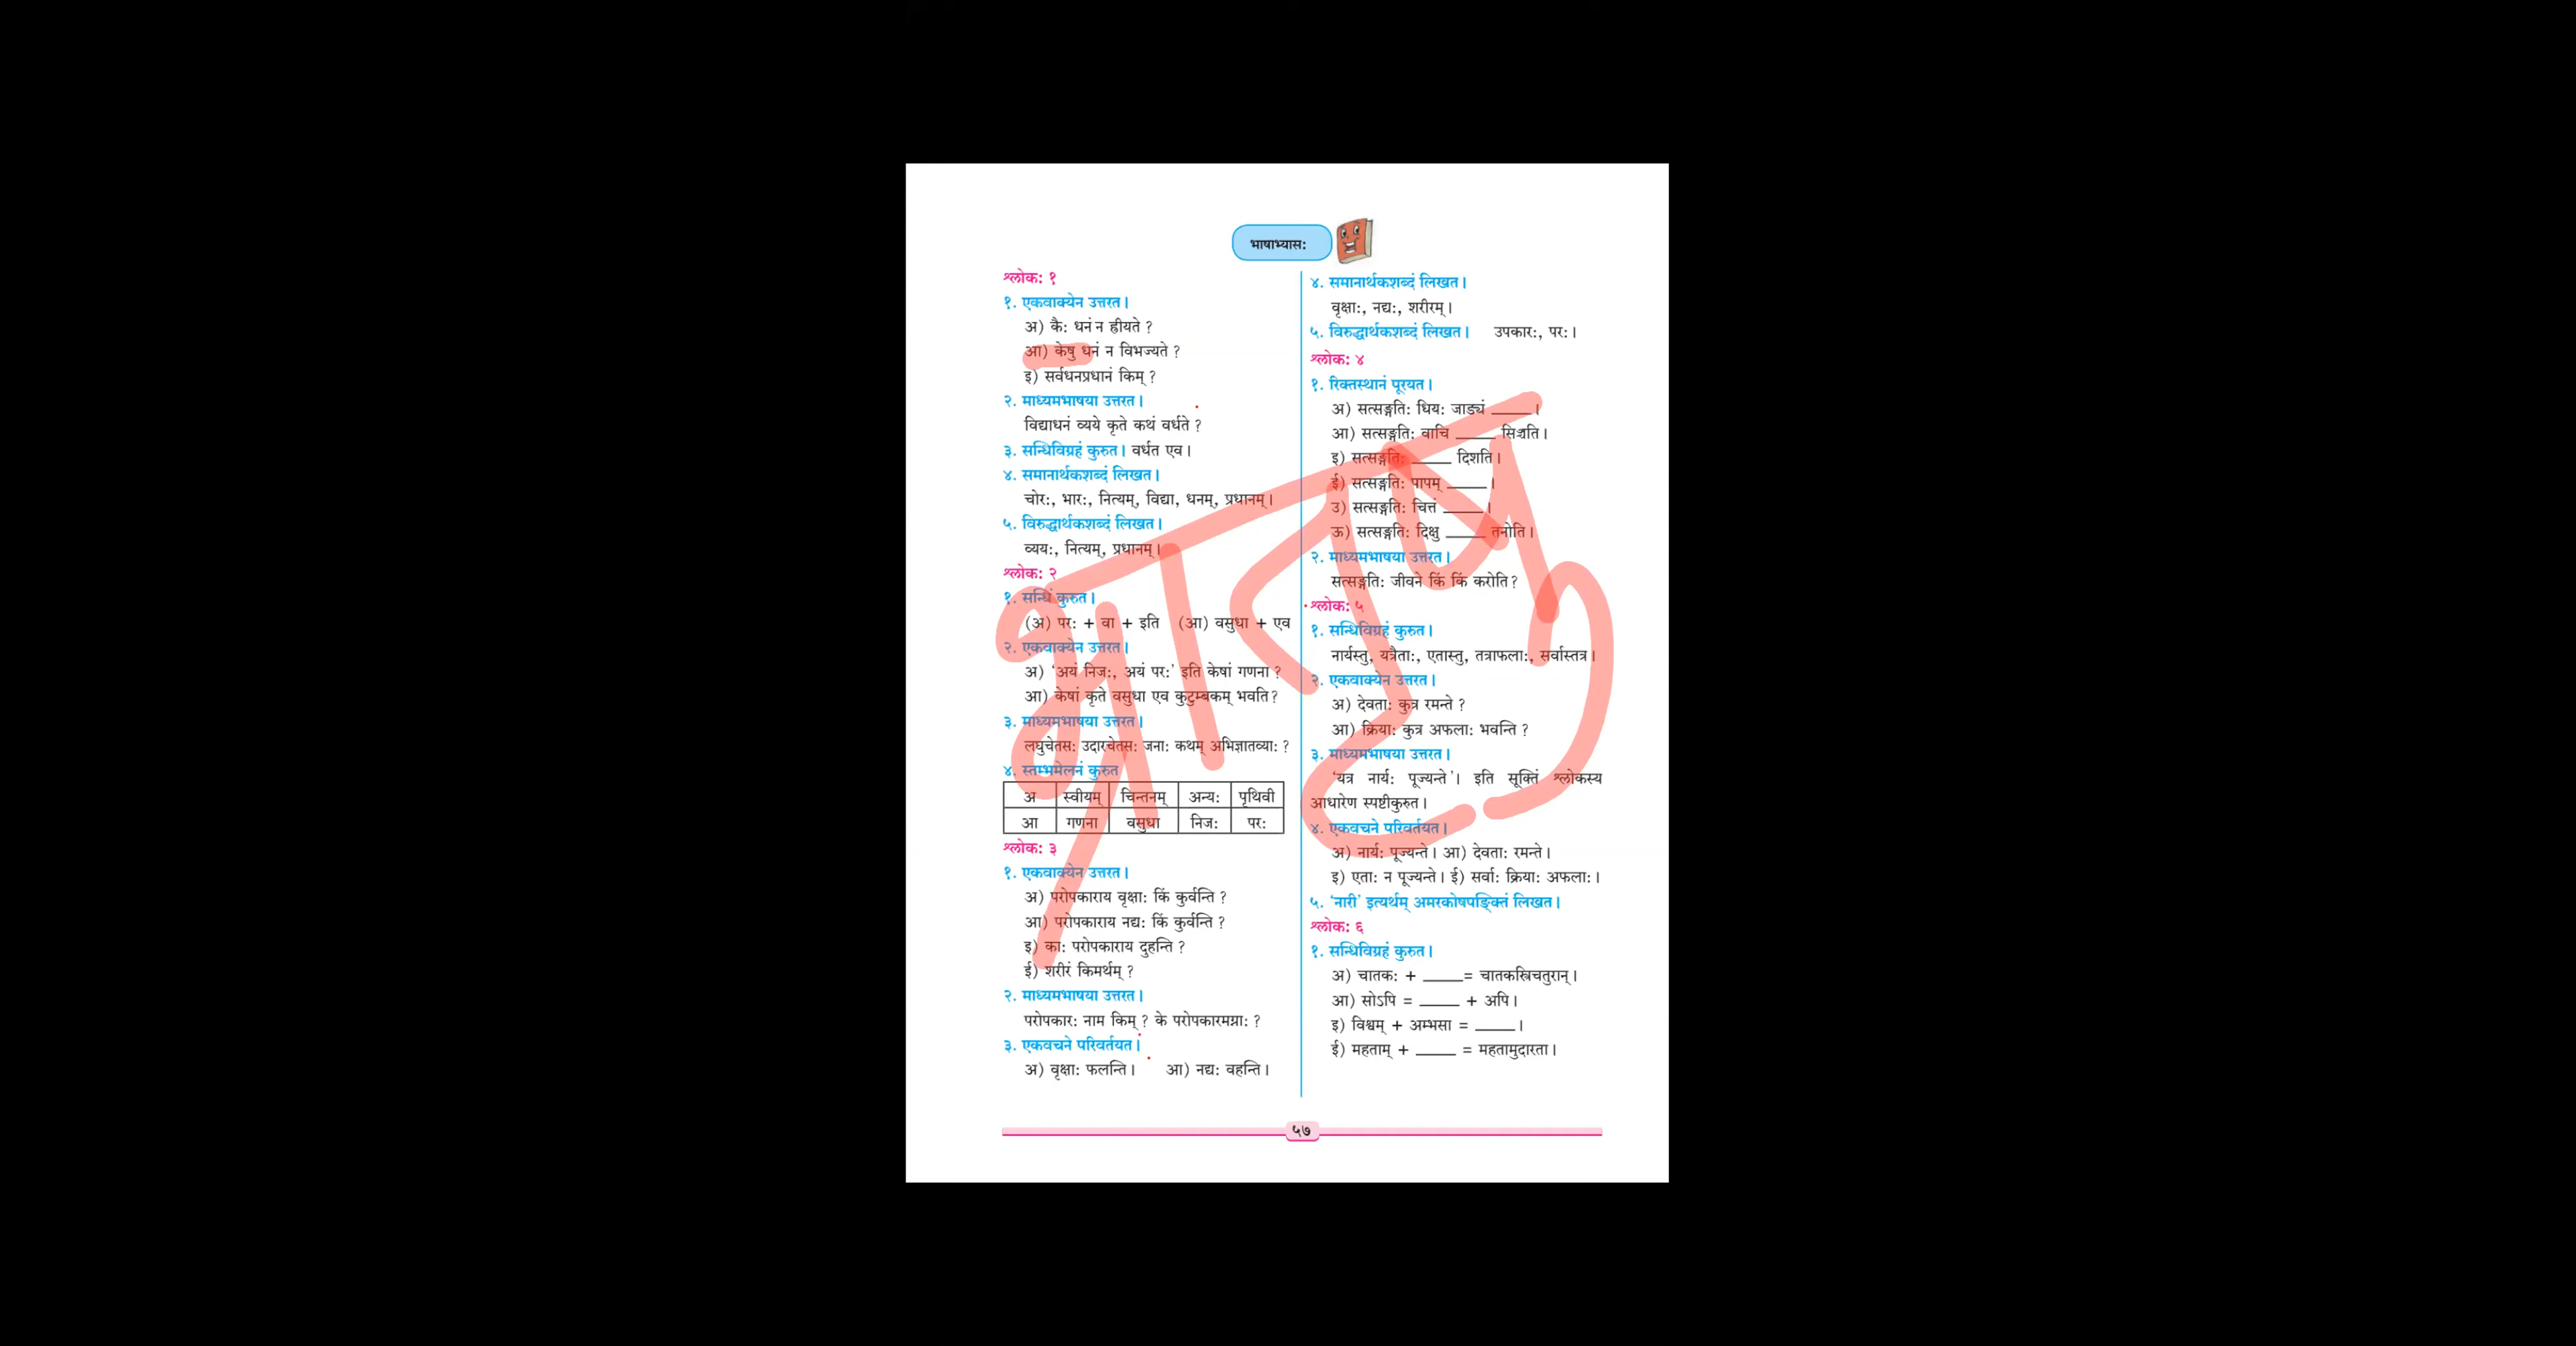 भाषाभ्यासः
श्लोकः १
१. एकवाक्येन उत्तरत।
अ) कैः धनं न ह्रीयते ?
आ) केषु धनं न विभज्यते ?
इ) सर्वधनप्रधानं किम् ?
२. माध्यमभाषया उत्तरत।
विद्याधनं व्यये कृते कथं वर्धते ?
३. सन्धिविग्रहं कुरुत। वर्धत एव।
४. समानार्थकशब्दं लिखत।
चोरः, भारः, नित्यम्, विद्या, धनम्, प्रधानम्।
५. विरुद्धार्थकशब्दं लिखत।
व्ययः, नित्यम्, प्रधानम्।
श्लोकः २
१. सन्धिं कुरुत।
(अ) परः + वा + इति (आ) वसुधा + एव
२. एकवाक्येन उत्तरत।
अ) 'अयं निजः, अयं परः' इति केषां गणना ?
आ) केषां कृते वसुधा एव कुटुम्बकम् भवति ?
३. माध्यमभाषया उत्तरत।
लघुचेतसः उदारचेतसः जनाः कथम् अभिज्ञातव्याः ?
४. स्तम्भमेलनं कुरुत
अ स्वीयम् चिन्तनम् अन्यः पृथिवी
आ गणना वसुधा निजः परः
श्लोकः ३
१. एकवाक्येन उत्तरत।
अ) परोपकाराय वृक्षाः किं कुर्वन्ति ?
आ) परोपकाराय नद्यः किं कुर्वन्ति ?
इ) काः परोपकाराय दुहन्ति ?
ई) शरीरं किमर्थम् ?
२. माध्यमभाषया उत्तरत।
परोपकारः नाम किम् ? के परोपकारमग्नाः ?
३. एकवचने परिवर्तयत।
अ) वृक्षाः फलन्ति। आ) नद्यः वहन्ति।
४. समानार्थकशब्दं लिखत।
वृक्षाः, नद्यः, शरीरम्।
५. विरुद्धार्थकशब्दं लिखत। उपकारः, परः।
श्लोकः ४
१. रिक्तस्थानं पूरयत।
अ) सत्सङ्गतिः धियः जाड्यं _____।
आ) सत्सङ्गतिः वाचि _____ सिञ्चति।
इ) सत्सङ्गतिः _____ दिशति।
ई) सत्सङ्गतिः पापम् _____।
उ) सत्सङ्गतिः चित्तं _____।
ऊ) सत्सङ्गतिः दिक्षु _____ तनोति।
२. माध्यमभाषया उत्तरत।
सत्सङ्गतिः जीवने किं किं करोति ?
श्लोकः ५
१. सन्धिविग्रहं कुरुत।
नार्यस्तु, यत्रैताः, एतास्तु, तत्राफलाः, सर्वास्तत्र।
२. एकवाक्येन उत्तरत।
अ) देवताः कुत्र रमन्ते ?
आ) क्रियाः कुत्र अफलाः भवन्ति ?
३. माध्यमभाषया उत्तरत।
'यत्र नार्यः पूज्यन्ते'। इति सूक्तिं श्लोकस्य
आधारेण स्पष्टीकुरुत।
४. एकवचने परिवर्तयत।
अ) नार्यः पूज्यन्ते। आ) देवताः रमन्ते।
इ) एताः न पूज्यन्ते। ई) सर्वाः क्रियाः अफलाः।
५. 'नारी' इत्यर्थम् अमरकोषपङ्क्तिं लिखत।
श्लोकः ६
१. सन्धिविग्रहं कुरुत।
अ) चातकः + _____= चातकस्त्रिचतुरान्।
आ) सोऽपि = _____ + अपि।
इ) विश्वम् + अम्भसा = _____।
ई) महताम् + _____ = महतामुदारता।
५७